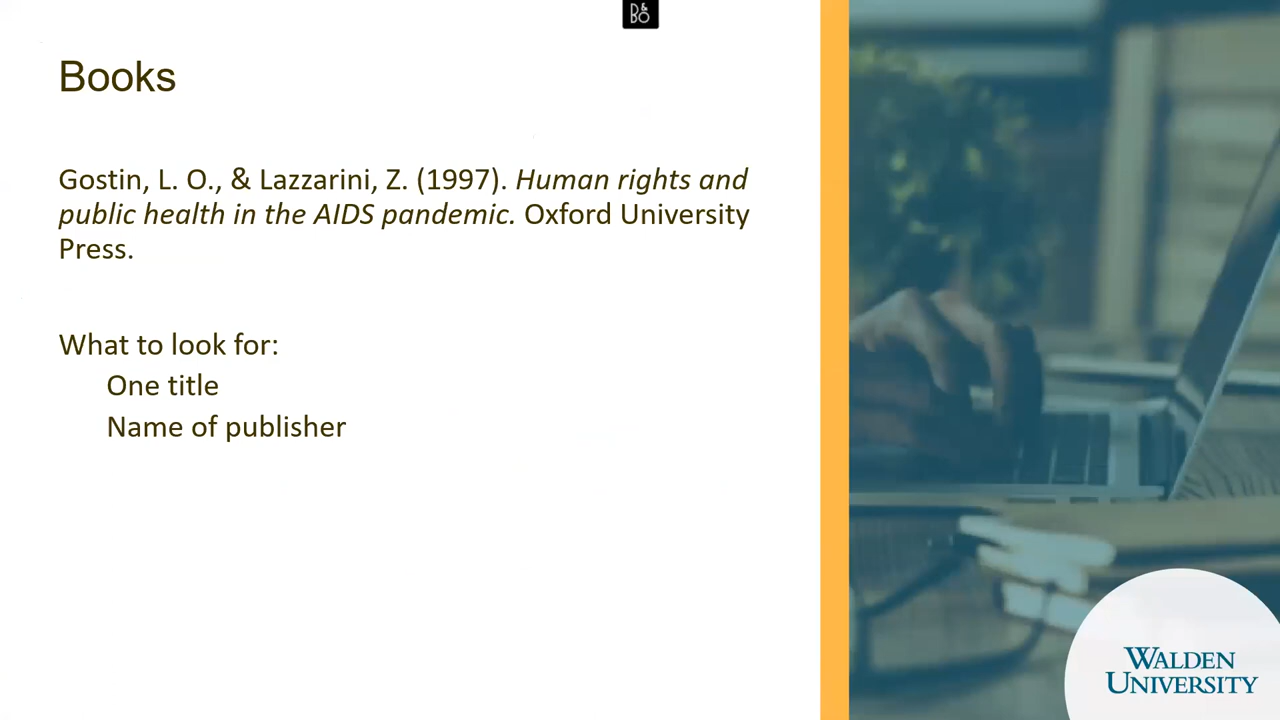 B&O
Books
Gostin, L. O., & Lazzarini, Z. (1997). Human rights and
public health in the AIDS pandemic. Oxford University
Press.
What to look for:
One title
Name of publisher
WALDEN
UNIVERSITY